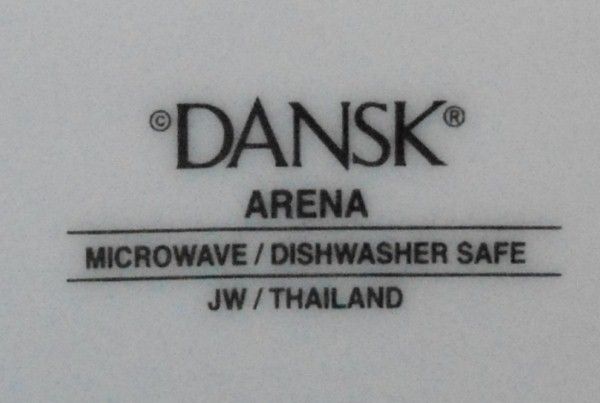 ©DANSK®
ARENA
MICROWAVE / DISHWASHER SAFE
JW / THAILAND